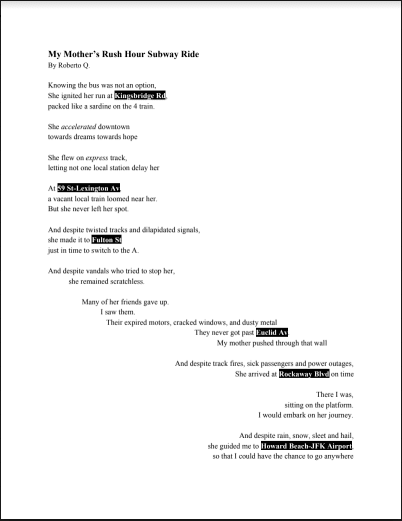 My Mother's Rush Hour Subway Ride
By Roberto Q.
Knowing the bus was not an option,
She ignited her run at Kingsbridge Rd
packed like a sardine on the 4 train.
She accelerated downtown
towards dreams towards hope
She flew on express track,
letting not one local station delay her
At 59 St-Lexington Av
a vacant local train loomed near her.
But she never left her spot.
And despite twisted tracks and dilapidated signals,
she made it to Fulton St
just in time to switch to the A.
And despite vandals who tried to stop her,
she remained scratchless.
Many of her friends gave up.
I saw them.
Their expired motors, cracked windows, and dusty metal
They never got past Euclid Av
My mother pushed through that wall
And despite track fires, sick passengers and power outages,
She arrived at Rockaway Blvd on time
There I was,
sitting on the platform.
I would embark on her journey.
And despite rain, snow, sleet and hail,
she guided me to Howard Beach-JFK Airport
so that I could have the chance to go anywhere